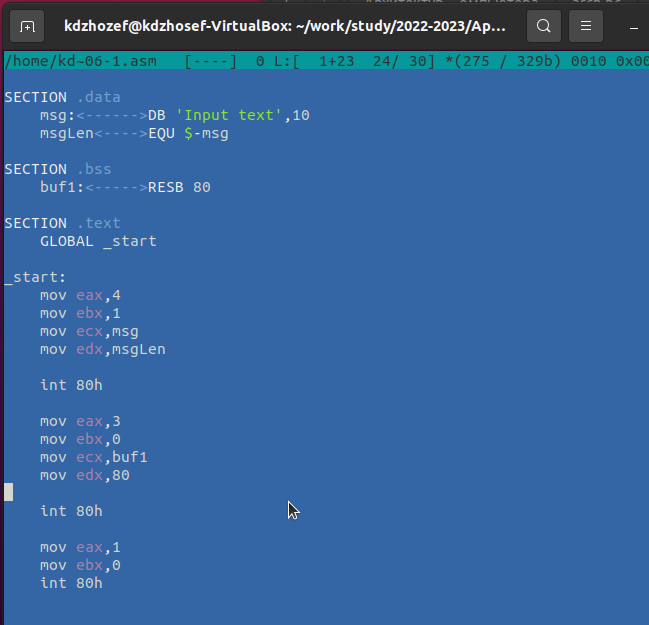 kdzhozef@kdzhosef-VirtualBox: ~/work/study/2022-2023/Ap...
/home/kd~06-1.asm   [----]  0 L:[  1+23  24/ 30] *(275 / 329b) 0010 0x00
SECTION .data
    msg:<------>DB 'Input text',10
    msgLen<---->EQU $-msg
SECTION .bss
    buf1:<----->RESB 80
SECTION .text
    GLOBAL _start
_start:
    mov eax,4
    mov ebx,1
    mov ecx,msg
    mov edx,msgLen
    int 80h
    mov eax,3
    mov ebx,0
    mov ecx,buf1
    mov edx,80
    int 80h
    mov eax,1
    mov ebx,0
    int 80h